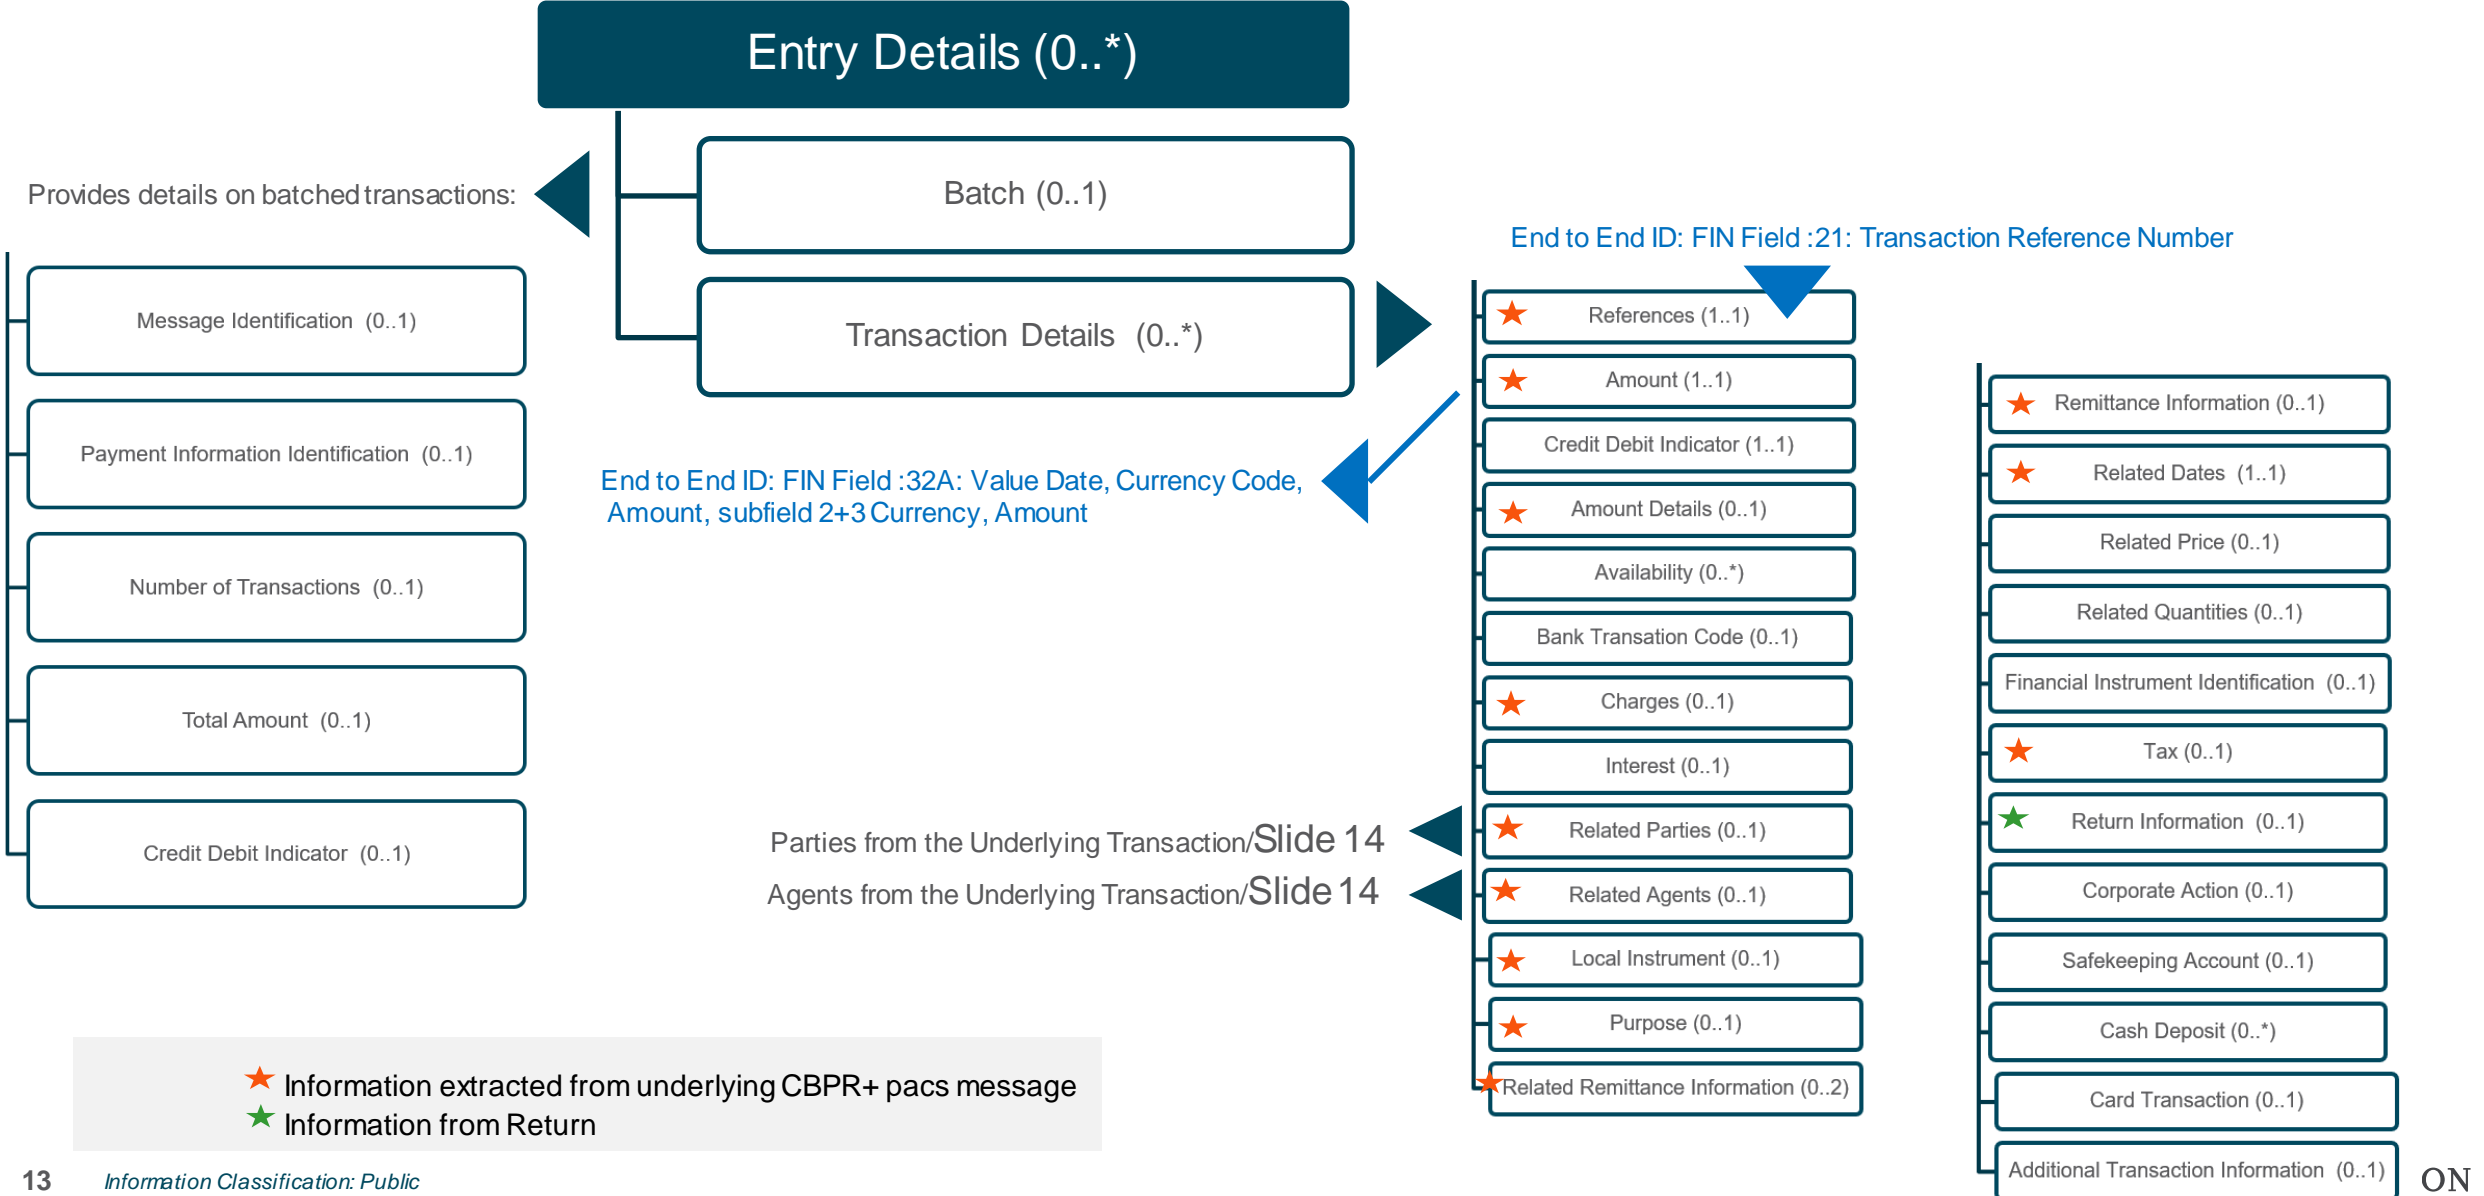 Entry Details (0..*)
Batch (0..1)
Transaction Details (0..*)
Provides details on batched transactions:
Message Identification (0..1)
Payment Information Identification (0..1)
Number of Transactions (0..1)
Total Amount (0..1)
Credit Debit Indicator (0..1)
End to End ID: FIN Field :21: Transaction Reference Number
References (1..1)
Amount (1..1)
Credit Debit Indicator (1..1)
Amount Details (0..1)
Availability (0..*)
Bank Transation Code (0..1)
Charges (0..1)
Interest (0..1)
Related Parties (0..1)
Related Agents (0..1)
Local Instrument (0..1)
Purpose (0..1)
Related Remittance Information (0..2)
End to End ID: FIN Field :32A: Value Date, Currency Code,
Amount, subfield 2+3 Currency, Amount
Parties from the Underlying Transaction/Slide 14
Agents from the Underlying Transaction/Slide 14
Remittance Information (0..1)
Related Dates (1..1)
Related Price (0..1)
Related Quantities (0..1)
Financial Instrument Identification (0..1)
Tax (0..1)
Return Information (0..1)
Corporate Action (0..1)
Safekeeping Account (0..1)
Cash Deposit (0..*)
Card Transaction (0..1)
Additional Transaction Information (0..1)
Information extracted from underlying CBPR+ pacs message
Information from Return
13 Information Classification: Public
ON